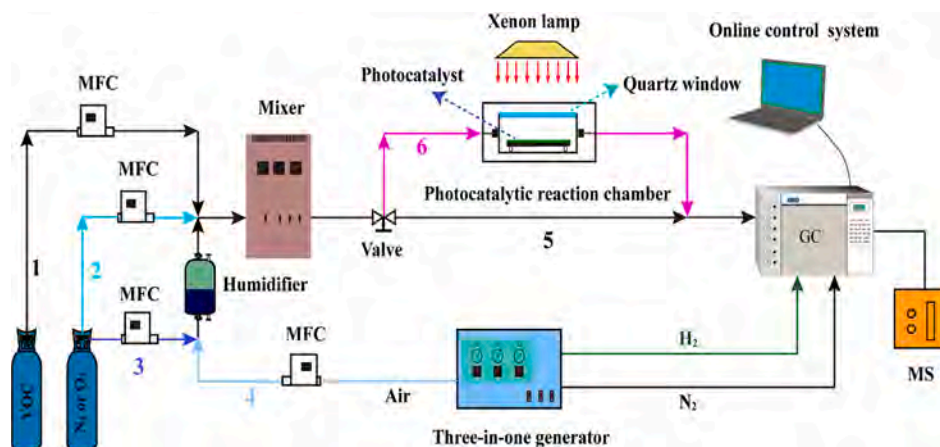 Xenon lamp
Online control system
MFC
Photocatalyst
Quartz window
Mixer
6
MFC
Photocatalytic reaction chamber
1
2
Valve
5
GC
Humidifier
MFC
MFC
3
H₂
VOC
N₂ or O₂
4
Air
N₂
MS
Three-in-one generator